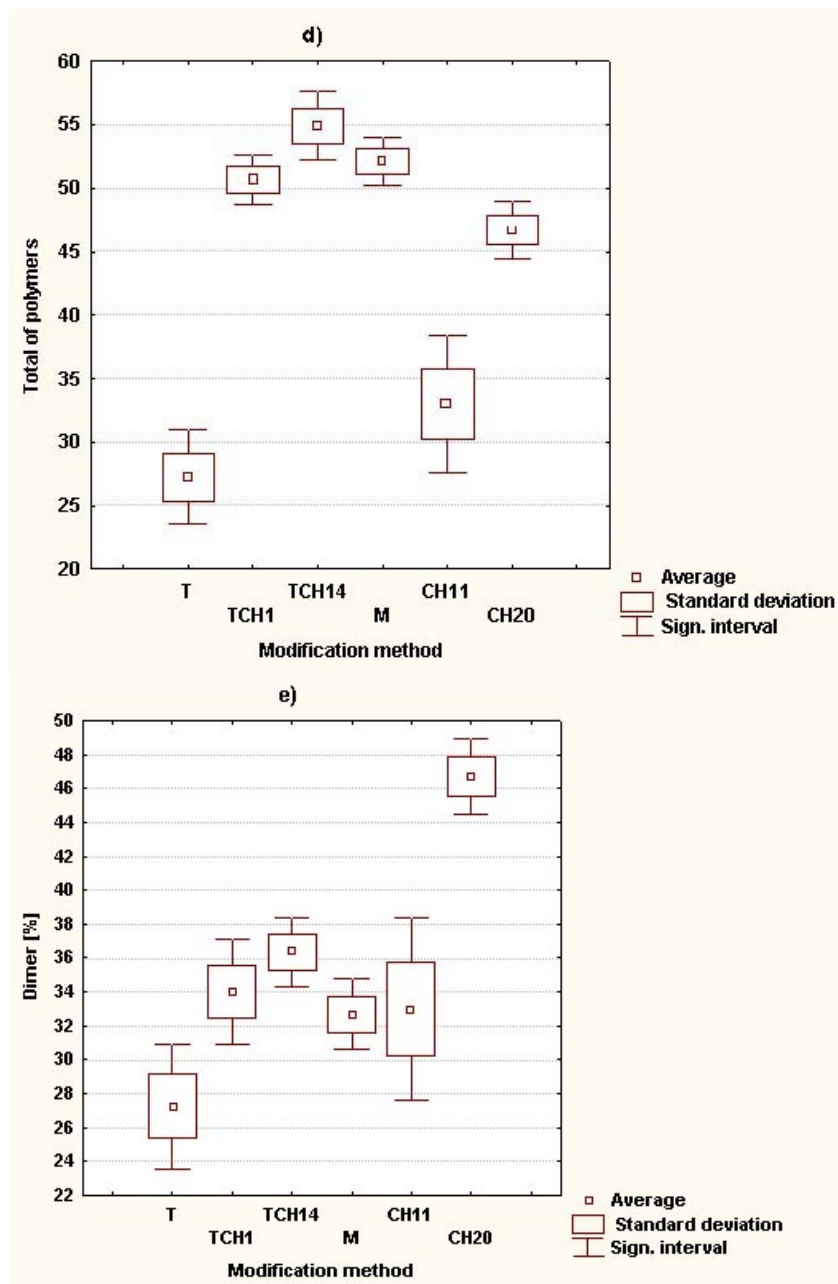 d)
60
55
50
45
40
35
30
25
20
Total of polymers
T
TCH14
CH11
TCH1
M
CH20
Modification method
Average
Standard deviation
Sign. interval
e)
50
48
46
44
42
40
38
36
34
32
30
28
26
24
22
Dimer [%]
T
TCH14
CH11
TCH1
M
CH20
Modification method
Average
Standard deviation
Sign. interval